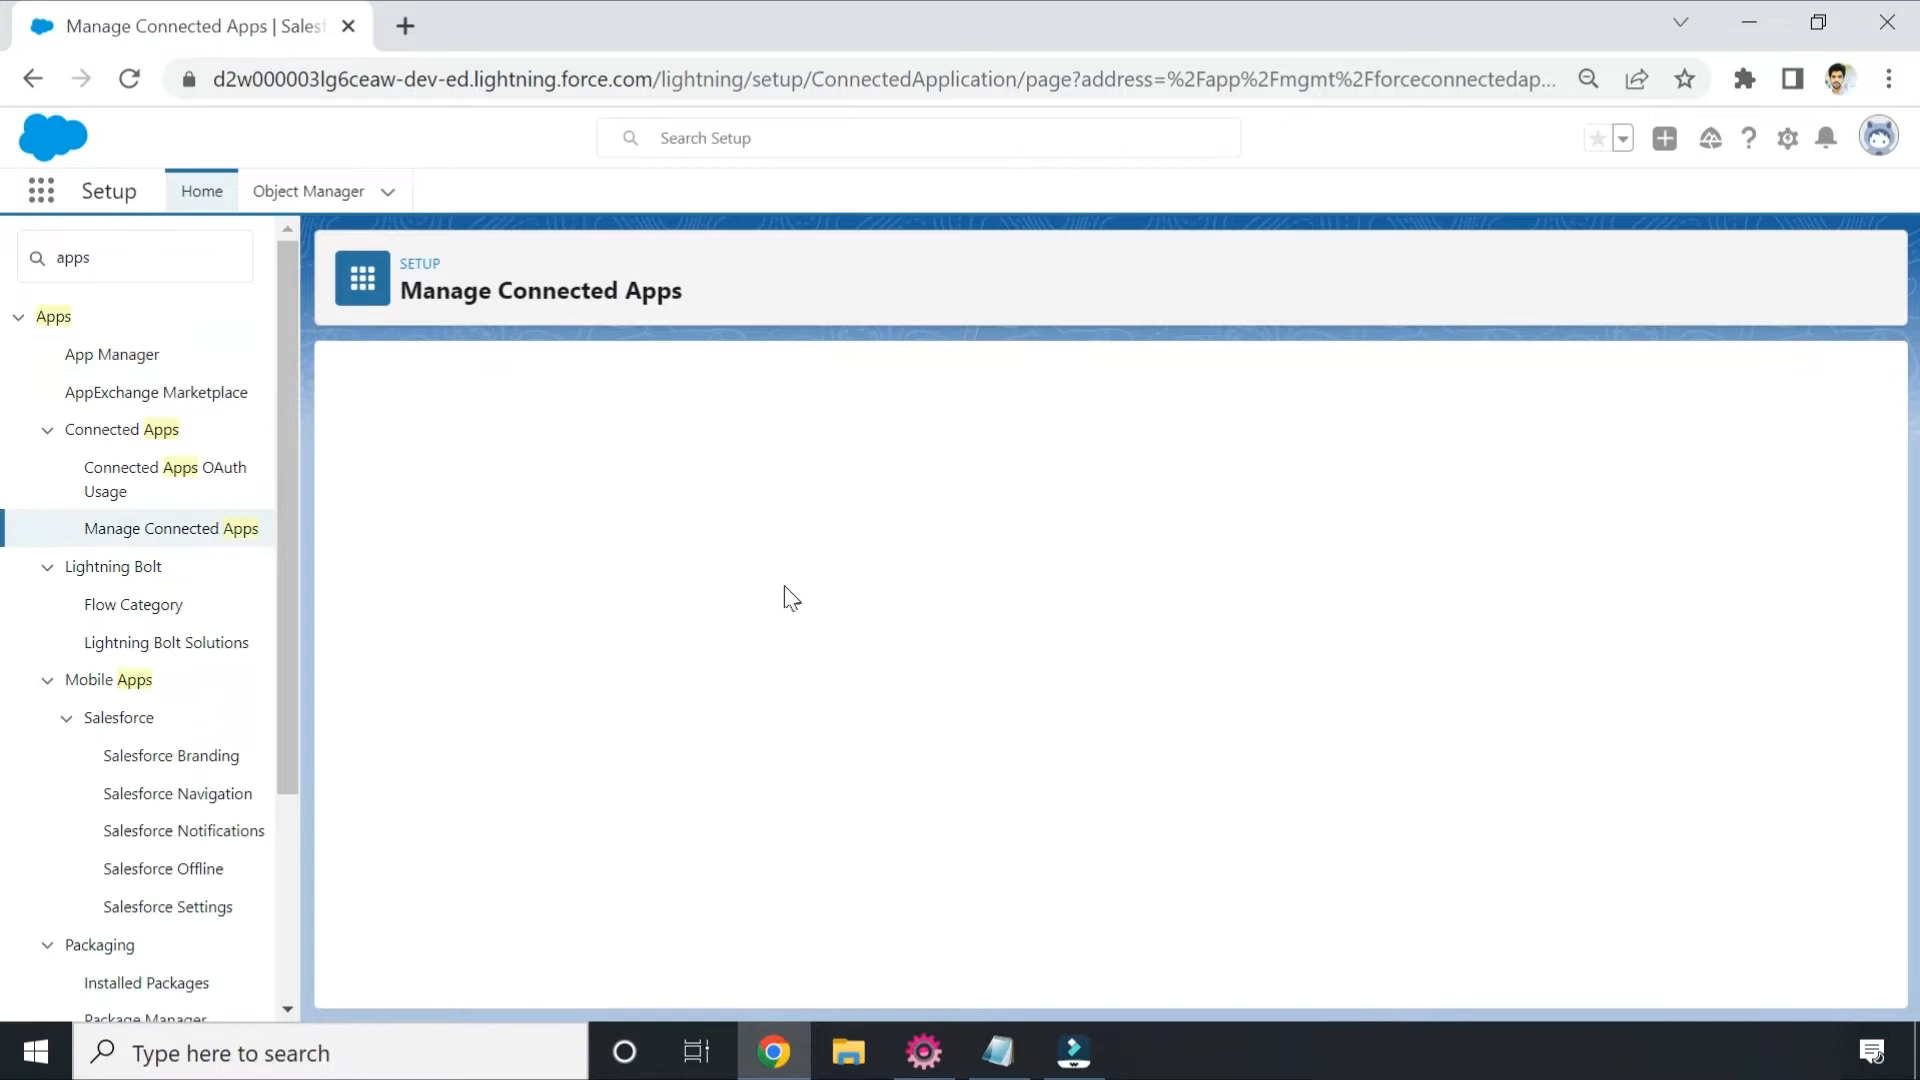 Manage Connected Apps | Salesf
d2w000003lg6ceaw-dev-ed.lightning.force.com/lightning/setup/ConnectedApplication/page?address=%2Fapp%2Fmgmt%2Fforceconnectedap...
Search Setup
Setup
Home
Object Manager
apps
SETUP
Manage Connected Apps
Apps
App Manager
AppExchange Marketplace
Connected Apps
Connected Apps OAuth
Usage
Manage Connected Apps
Lightning Bolt
Flow Category
Lightning Bolt Solutions
Mobile Apps
Salesforce
Salesforce Branding
Salesforce Navigation
Salesforce Notifications
Salesforce Offline
Salesforce Settings
Packaging
Installed Packages
Package Manager
Type here to search